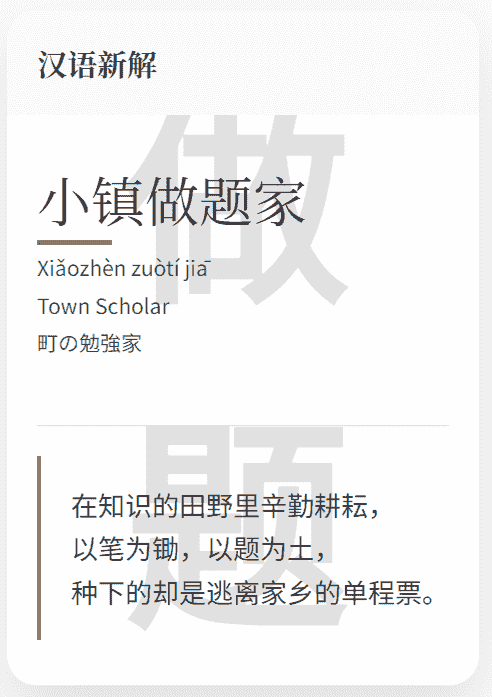 汉语新解
小镇做题家
Xiǎozhèn zuòtí jiā
Town Scholar
町の勉強家
在知识的田野里辛勤耕耘，
以笔为锄，以题为土，
种下的却是逃离家乡的单程票。
做
题